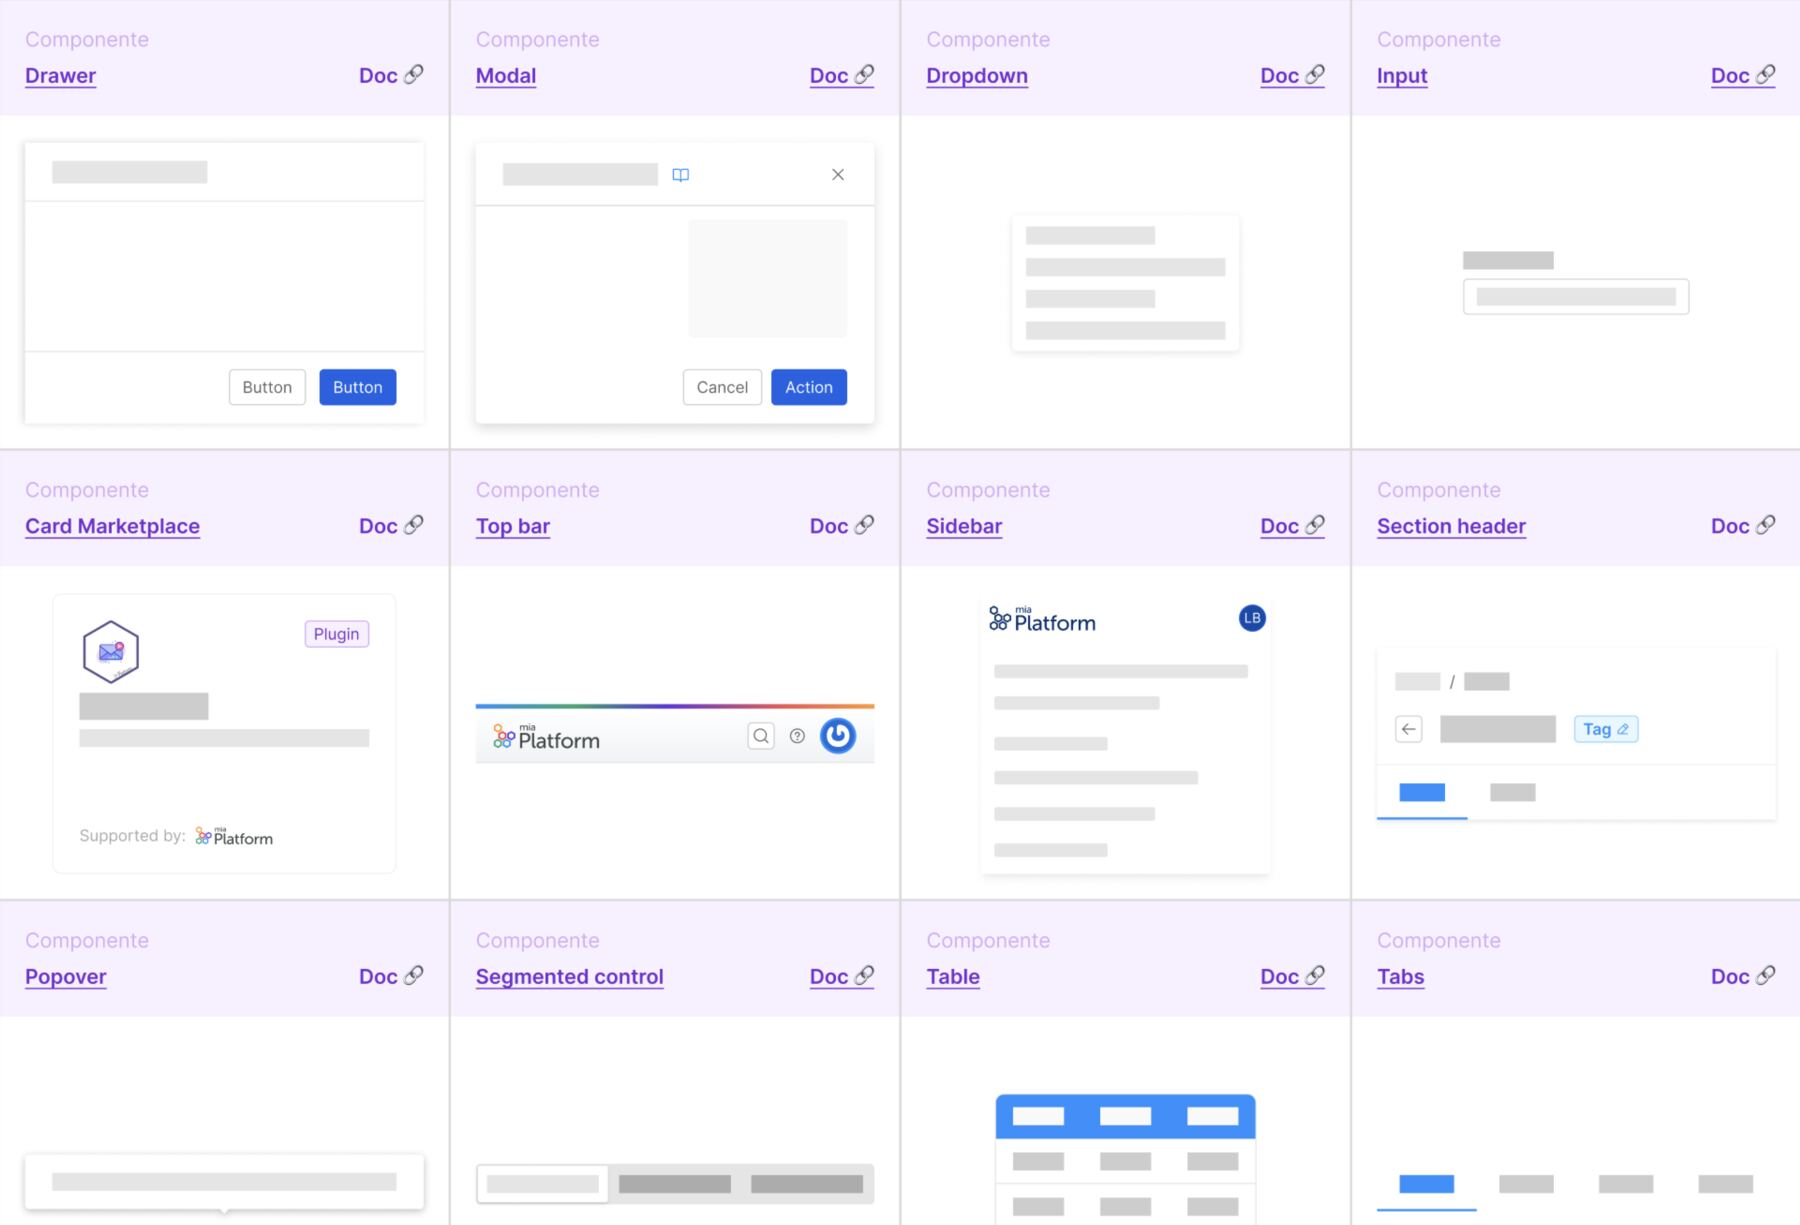 Componente
Drawer
Doc
Componente
Modal
Doc
Componente
Dropdown
Doc
Componente
Input
Doc
Button
Button
Cancel
Action
Componente
Card Marketplace
Doc
Componente
Top bar
Doc
Componente
Sidebar
Doc
Componente
Section header
Doc
Plugin
Supported by:
mia
Platform
mia
Platform
mia
Platform
LB
/
Tag
Componente
Popover
Doc
Componente
Segmented control
Doc
Componente
Table
Doc
Componente
Tabs
Doc